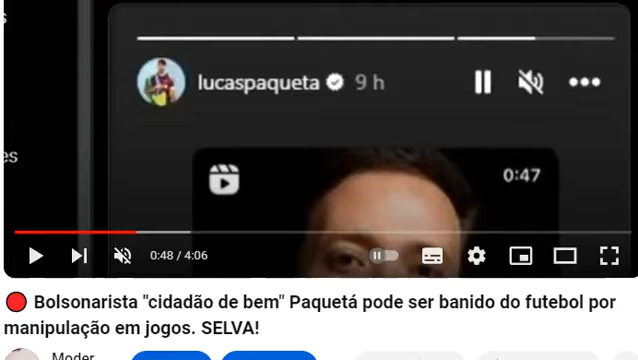 s
lucaspaqueta 9 h
es
0:47
0:48 / 4:06
Bolsonarista "cidadão de bem" Paquetá pode ser banido do futebol por
manipulação em jogos. SELVA!
Moder